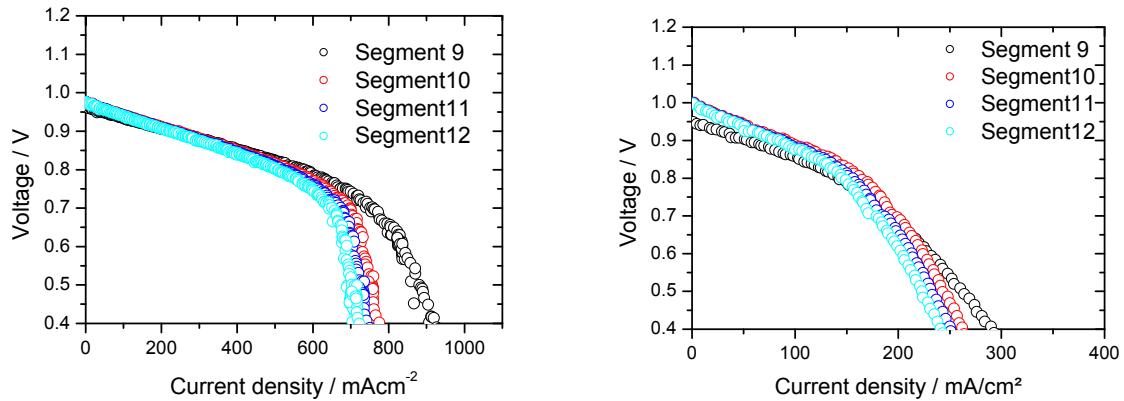 1.2
1.1
1.0
0.9
0.8
0.7
0.6
0.5
0.4
Voltage / V
Segment 9
Segment10
Segment11
Segment12
0 200 400 600 800 1000
Current density / mAcm⁻²
1.2
1.1
1.0
0.9
0.8
0.7
0.6
0.5
0.4
Voltage / V
Segment 9
Segment10
Segment11
Segment12
0 100 200 300 400
Current density / mA/cm²